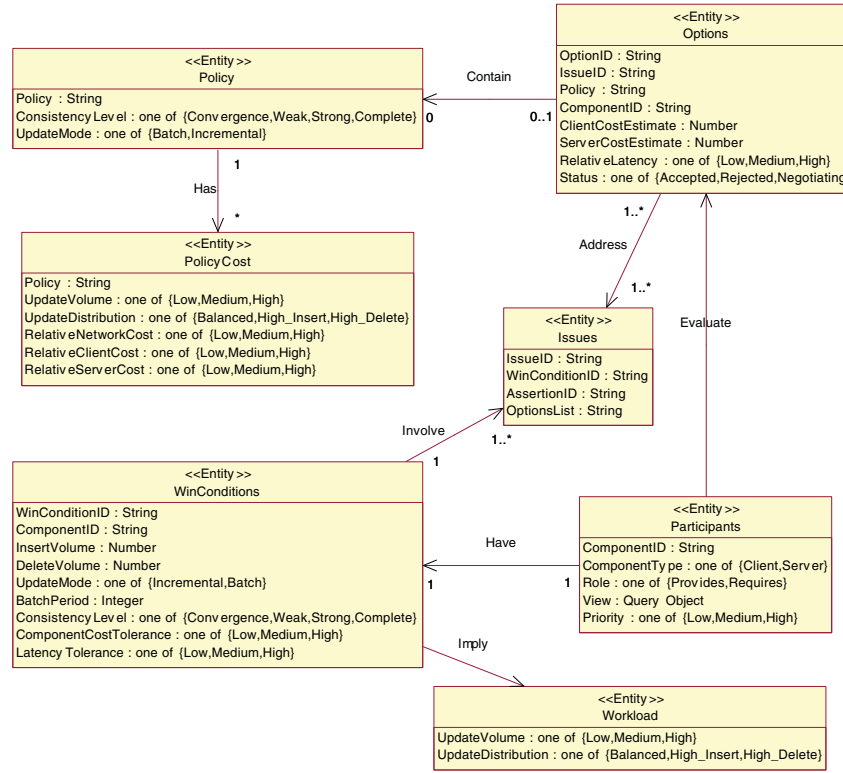 <<Entity>>
Options
OptionID : String
IssueID : String
Policy : String
ComponentID : String
ClientCostEstimate : Number
ServerCostEstimate : Number
RelativeLatency : one of {Low,Medium,High}
Status : one of {Accepted,Rejected,Negotiating
<<Entity>>
Policy
Policy : String
ConsistencyLevel : one of {Convergence,Weak,Strong,Complete}
UpdateMode : one of {Batch,Incremental}
Contain
0
0..1
1
Has
*
<<Entity>>
PolicyCost
Policy : String
UpdateVolume : one of {Low,Medium,High}
UpdateDistribution : one of {Balanced,High_Insert,High_Delete}
RelativeNetworkCost : one of {Low,Medium,High}
RelativeClientCost : one of {Low,Medium,High}
RelativeServerCost : one of {Low,Medium,High}
1..*
Address
1..*
Evaluate
<<Entity>>
Issues
IssueID : String
WinConditionID : String
AssertionID : String
OptionsList : String
Involve
1..*
1
<<Entity>>
WinConditions
WinConditionID : String
ComponentID : String
InsertVolume : Number
DeleteVolume : Number
UpdateMode : one of {Incremental,Batch}
BatchPeriod : Integer
ConsistencyLevel : one of {Convergence,Weak,Strong,Complete}
ComponentCostTolerance : one of {Low,Medium,High}
LatencyTolerance : one of {Low,Medium,High}
Have
1
1
<<Entity>>
Participants
ComponentID : String
ComponentType : one of {Client,Server}
Role : one of {Provides,Requires}
View : Query Object
Priority : one of {Low,Medium,High}
Imply
<<Entity>>
Workload
UpdateVolume : one of {Low,Medium,High}
UpdateDistribution : one of {Balanced,High_Insert,High_Delete}